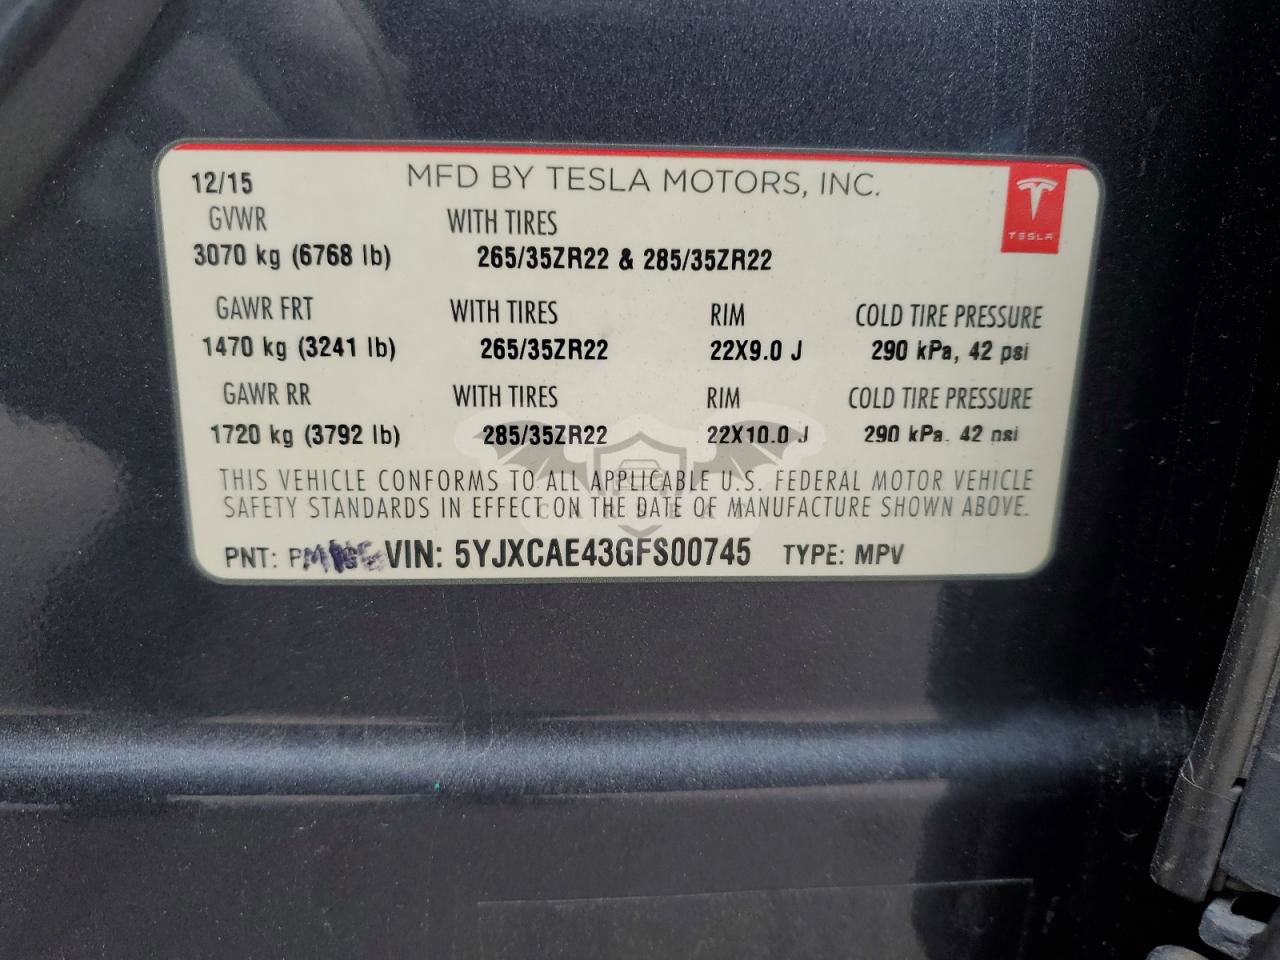 12/15 MFD BY TESLA MOTORS, INC.
TESLA
GVWR WITH TIRES
3070 kg (6768 lb) 265/35ZR22 & 285/35ZR22
GAWR FRT WITH TIRES RIM COLD TIRE PRESSURE
1470 kg (3241 lb) 265/35ZR22 22X9.0 J 290 kPa, 42 psi
GAWR RR WITH TIRES RIM COLD TIRE PRESSURE
1720 kg (3792 lb) 285/35ZR22 22X10.0 J 290 kPa. 42 psi
THIS VEHICLE CONFORMS TO ALL APPLICABLE U.S. FEDERAL MOTOR VEHICLE
SAFETY STANDARDS IN EFFECT ON THE DATE OF MANUFACTURE SHOWN ABOVE.
PNT: VIN: 5YJXCAE43GFS00745 TYPE: MPV